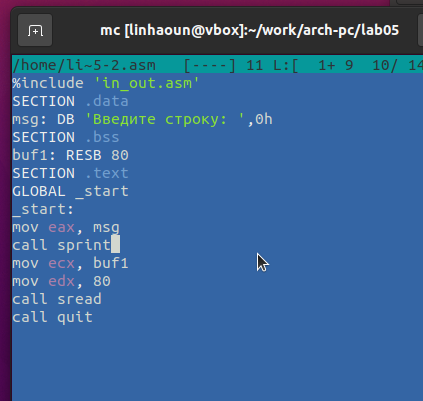 mc [linhaoun@vbox]:~/work/arch-pc/lab05
/home/li~5-2.asm [----] 11 L:[ 1+ 9 10/ 14
%include 'in_out.asm'
SECTION .data
msg: DB 'Введите строку: ',0h
SECTION .bss
buf1: RESB 80
SECTION .text
GLOBAL _start
_start:
mov eax, msg
call sprint
mov ecx, buf1
mov edx, 80
call sread
call quit